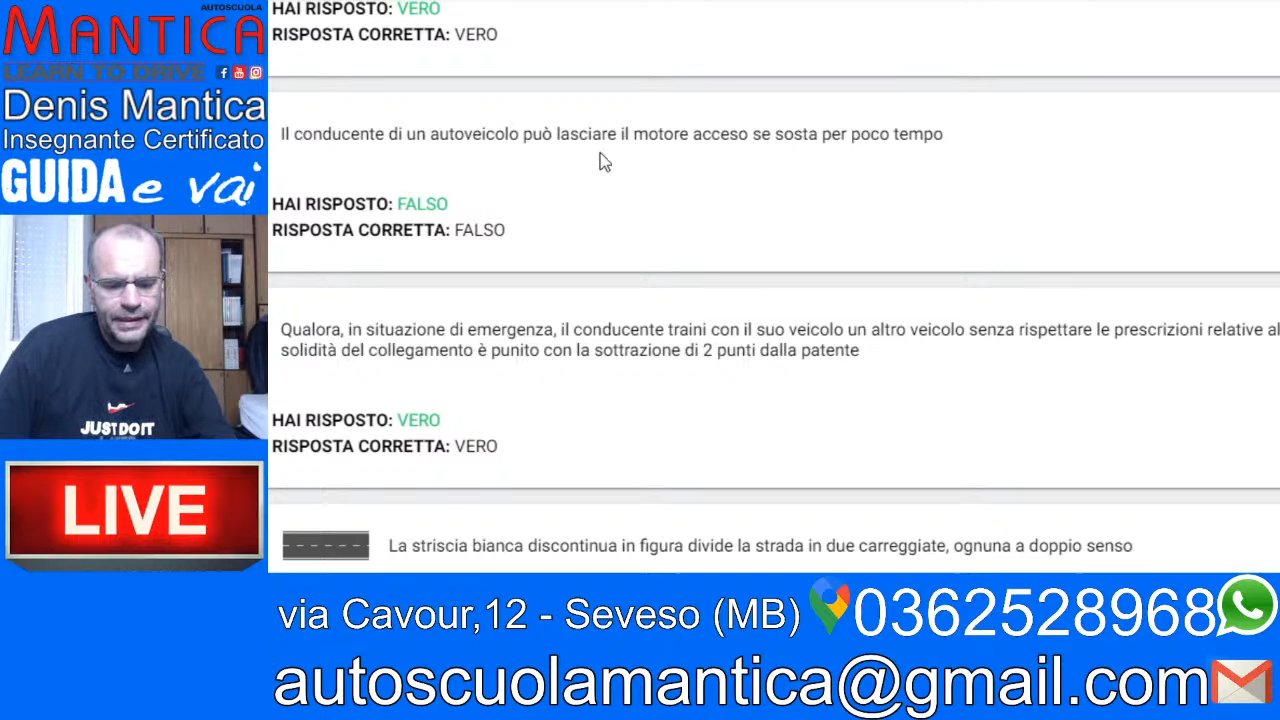 AUTOSCUOLA
MANTICA
LEARN TO DRIVE
Denis Mantica
Insegnante Certificato
GUIDA e vai
JUST DO IT
LIVE
HAI RISPOSTO: VERO
RISPOSTA CORRETTA: VERO
Il conducente di un autoveicolo può lasciare il motore acceso se sosta per poco tempo
HAI RISPOSTO: FALSO
RISPOSTA CORRETTA: FALSO
Qualora, in situazione di emergenza, il conducente traini con il suo veicolo un altro veicolo senza rispettare le prescrizioni relative al
solidità del collegamento è punito con la sottrazione di 2 punti dalla patente
HAI RISPOSTO: VERO
RISPOSTA CORRETTA: VERO
La striscia bianca discontinua in figura divide la strada in due carreggiate, ognuna a doppio senso
via Cavour,12 - Seveso (MB) 0362528968
autoscuolamantica@gmail.com